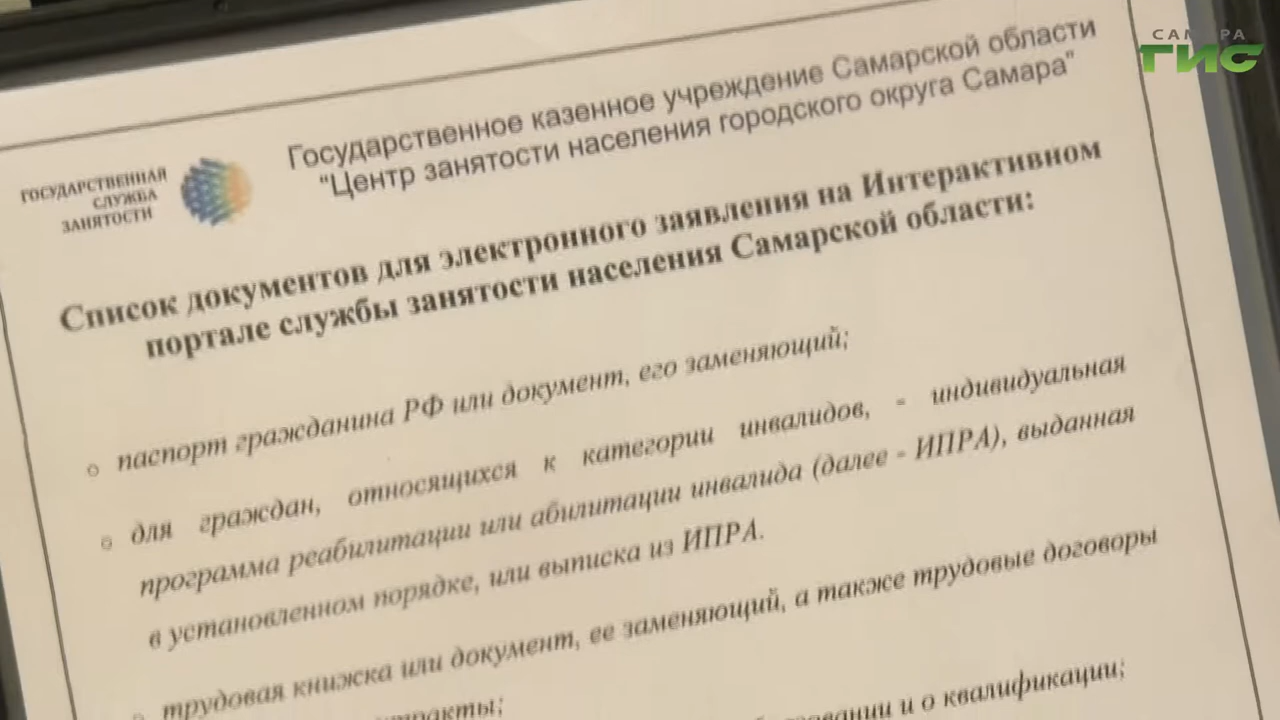 САМАРА
ГИС
Государственное казенное учреждение Самарской области
"Центр занятости населения городского округа Самара"
ГОСУДАРСТВЕННАЯ
СЛУЖБА
ЗАНЯТОСТИ
Список документов для электронного заявления на Интерактивном
портале службы занятости населения Самарской области:
паспорт гражданина РФ или документ, его заменяющий;
для граждан, относящихся к категории инвалидов, - индивидуальная
программа реабилитации или абилитации инвалида (далее - ИПРА), выданная
в установленном порядке, или выписка из ИПРА.
трудовая книжка или документ, ее заменяющий, а также трудовые договоры
и о квалификации;